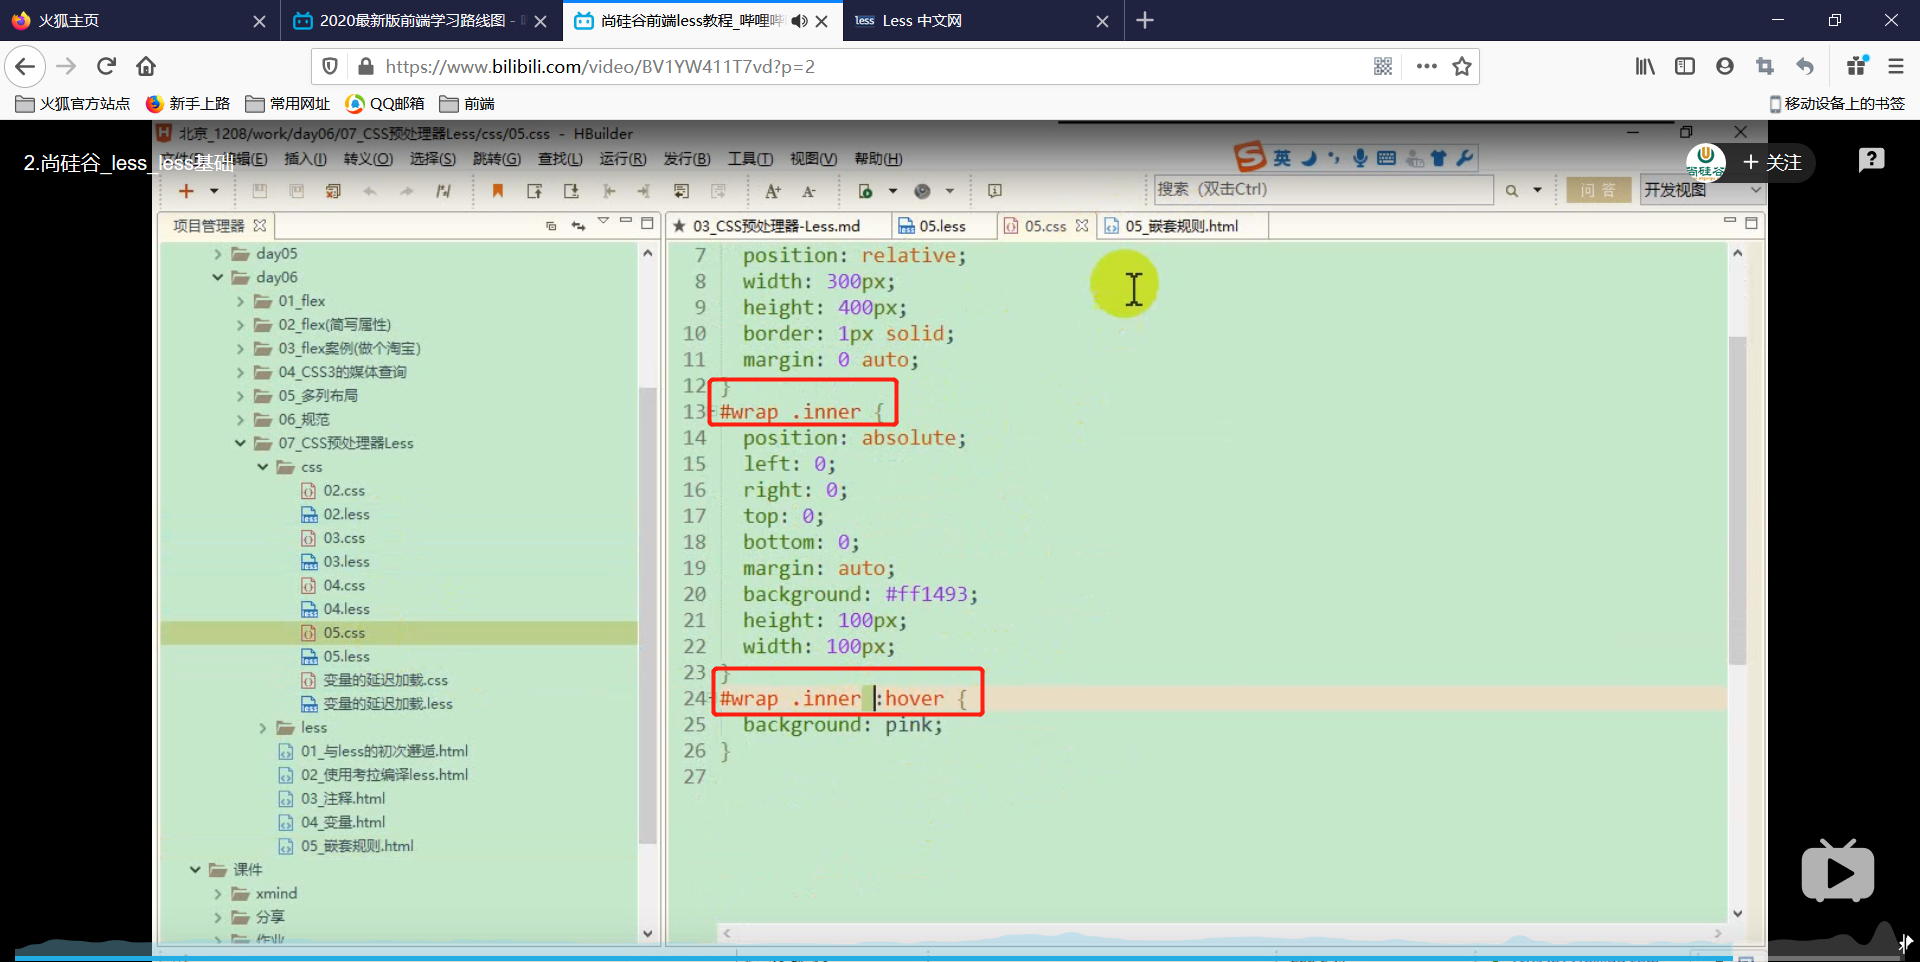 火狐主页
2020最新版前端学习路线图 -
尚硅谷前端less教程_哔哩哔
less Less 中文网
https://www.bilibili.com/video/BV1YW411T7vd?p=2
火狐官方站点 新手上路 常用网址 QQ邮箱 前端 移动设备上的书签
北京_1208/work/day06/07_CSS预处理器Less/css/05.css - HBuilder
2.尚硅谷_less_less基础
编辑(E) 插入(I) 转义(O) 选择(S) 跳转(G) 查找(L) 运行(R) 发行(B) 工具(T) 视图(V) 帮助(H)
英
尚硅谷
+ 关注
搜索 (双击Ctrl)
问答
开发视图
项目管理器
03_CSS预处理器-Less.md 05.less 05.css 05_嵌套规则.html
day05
day06
01_flex
02_flex(简写属性)
03_flex案例(做个淘宝)
04_CSS3的媒体查询
05_多列布局
06_规范
07_CSS预处理器Less
css
02.css
02.less
03.css
03.less
04.css
04.less
05.css
05.less
变量的延迟加载.css
变量的延迟加载.less
less
01_与less的初次邂逅.html
02_使用考拉编译less.html
03_注释.html
04_变量.html
05_嵌套规则.html
课件
xmind
分享
作业
7 position: relative;
8 width: 300px;
9 height: 400px;
10 border: 1px solid;
11 margin: 0 auto;
12 }
13 #wrap .inner {
14 position: absolute;
15 left: 0;
16 right: 0;
17 top: 0;
18 bottom: 0;
19 margin: auto;
20 background: #ff1493;
21 height: 100px;
22 width: 100px;
23 }
24 #wrap .inner :hover {
25 background: pink;
26 }
27